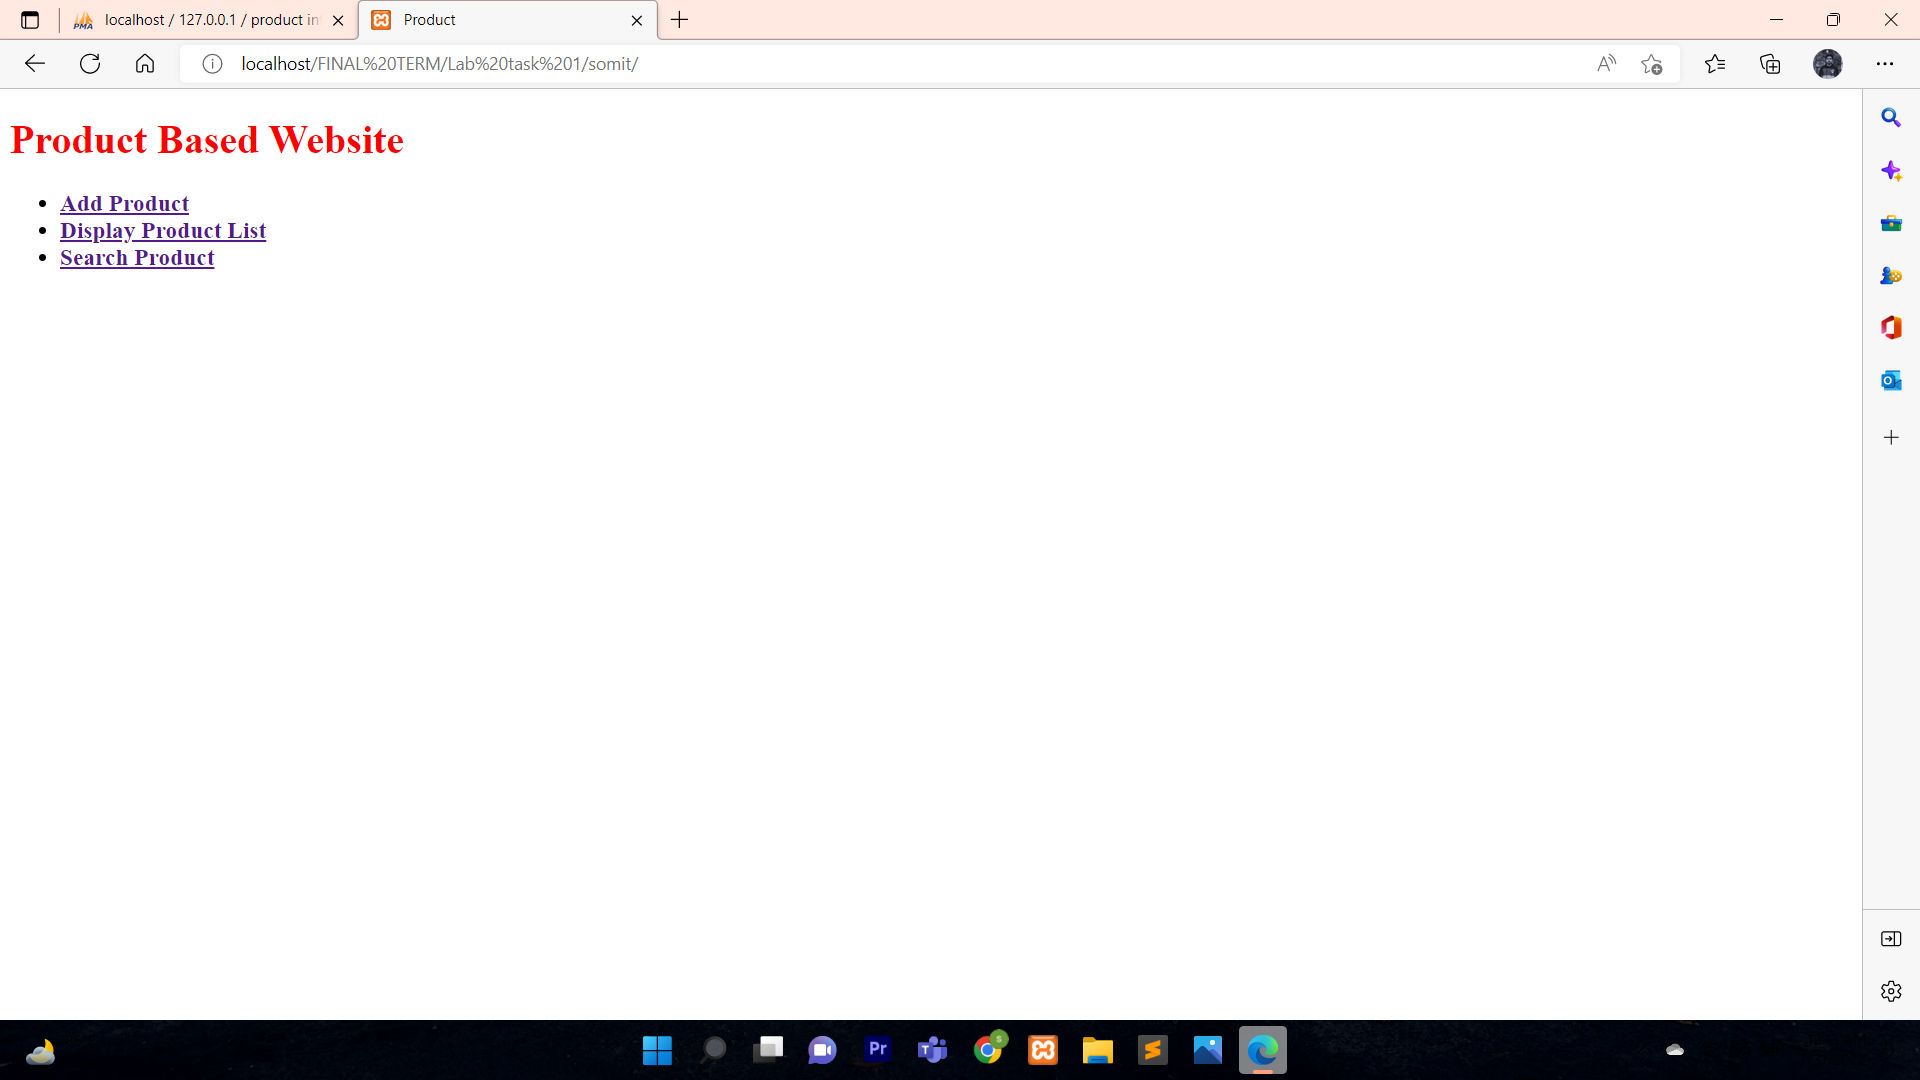 localhost / 127.0.0.1 / product in
Product
localhost/FINAL%20TERM/Lab%20task%201/somit/
Product Based Website
Add Product
Display Product List
Search Product